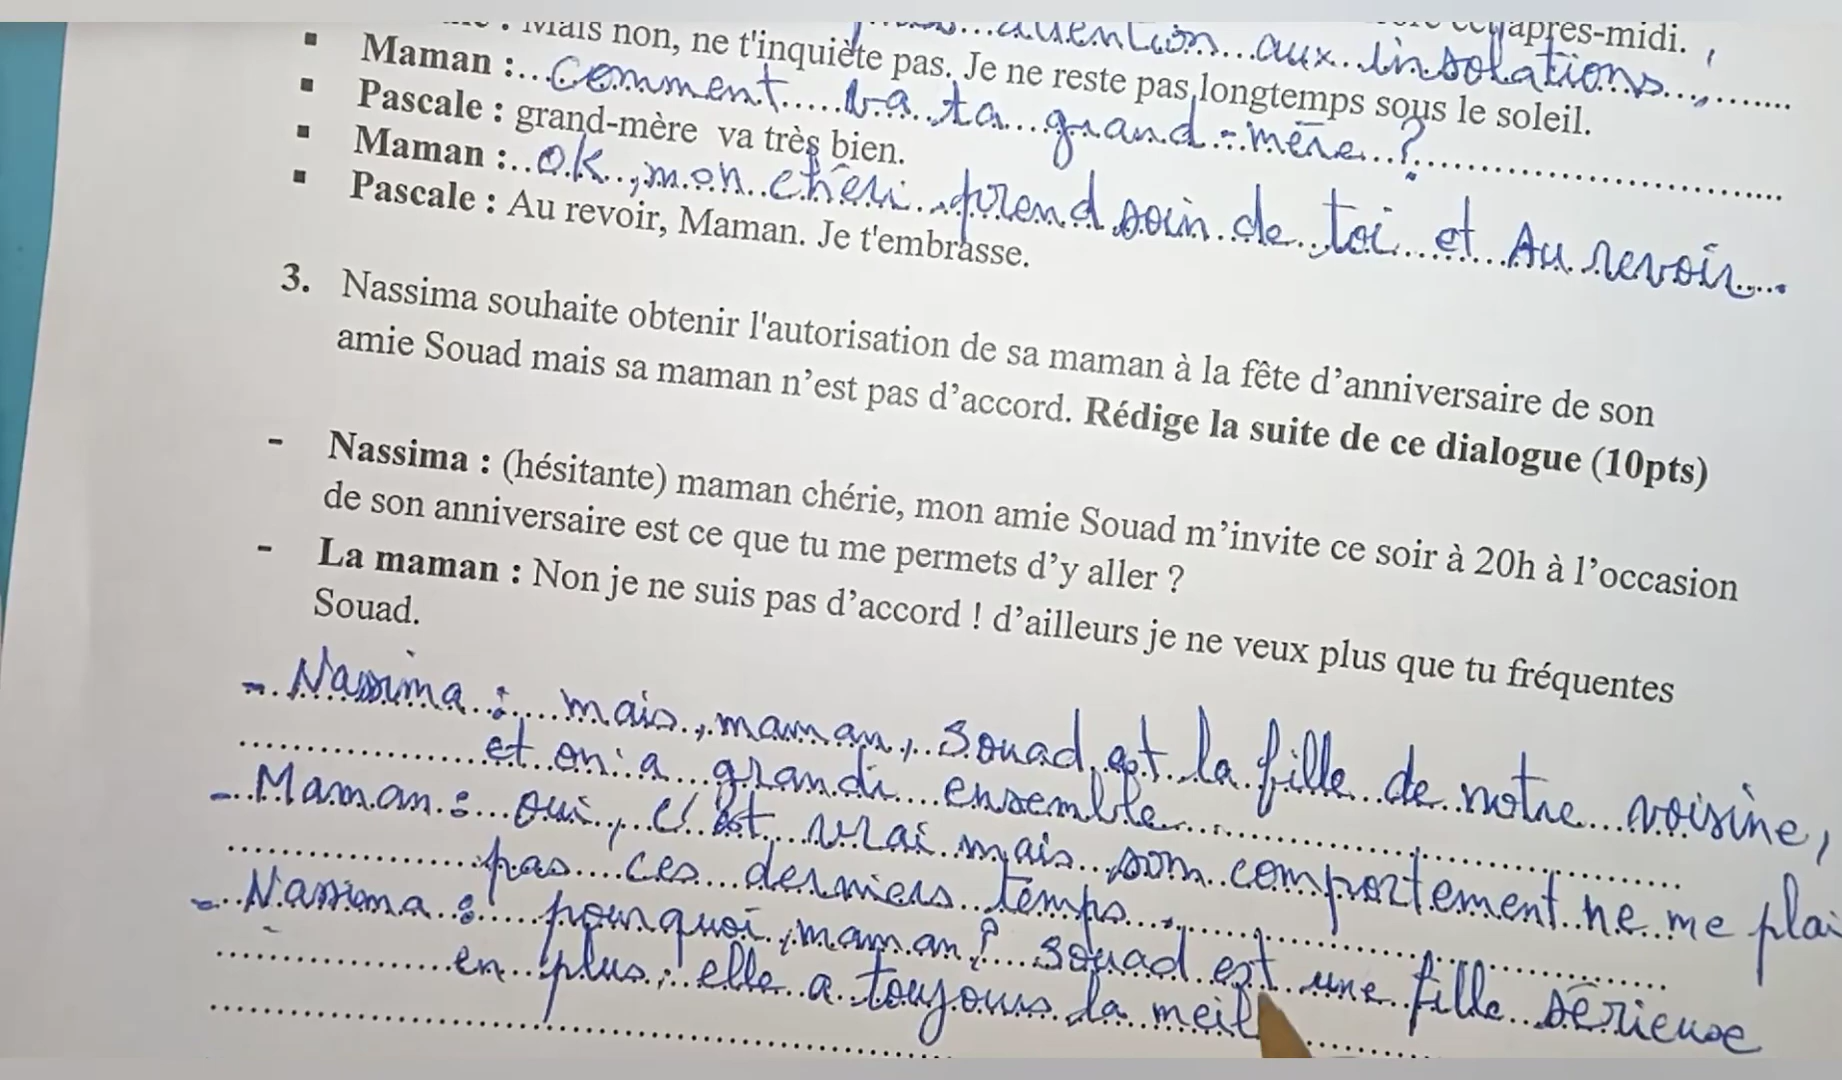 attention aux insolations,
: Mais non, ne t'inquiète pas. Je ne reste pas longtemps sous le soleil.
après-midi.
▪ Maman : Comment va ta grand-mère ?
▪ Pascale : grand-mère va très bien.
▪ Maman : ok, mon chéri prend soin de toi et Au revoir
▪ Pascale : Au revoir, Maman. Je t'embrasse.
3. Nassima souhaite obtenir l'autorisation de sa maman à la fête d’anniversaire de son
amie Souad mais sa maman n’est pas d’accord. Rédige la suite de ce dialogue (10pts)
- Nassima : (hésitante) maman chérie, mon amie Souad m’invite ce soir à 20h à l’occasion
de son anniversaire est ce que tu me permets d’y aller ?
- La maman : Non je ne suis pas d’accord ! d’ailleurs je ne veux plus que tu fréquentes
Souad.
- Nassima : mais, maman, Souad est la fille de notre voisine,
et on a grandi ensemble
- Maman : oui, c'est vrai mais son comportement ne me plai
pas ces derniers temps.
- Nassima : pourquoi, maman ? Souad est une fille sérieuse
en plus, elle a toujours la meil